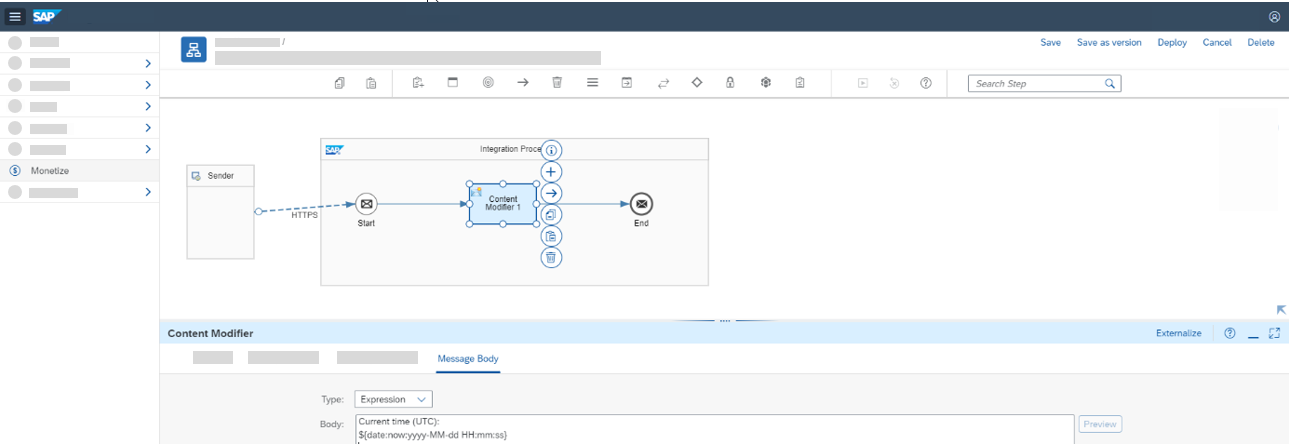 SAP
/
Save Save as version Deploy Cancel Delete
Search Step
Monetize
SAP
Integration Proce
Sender
HTTPS
Start
Content
Modifier 1
End
Content Modifier
Externalize
Message Body
Type: Expression
Body: Current time (UTC):
${date:now:yyyy-MM-dd HH:mm:ss}
Preview